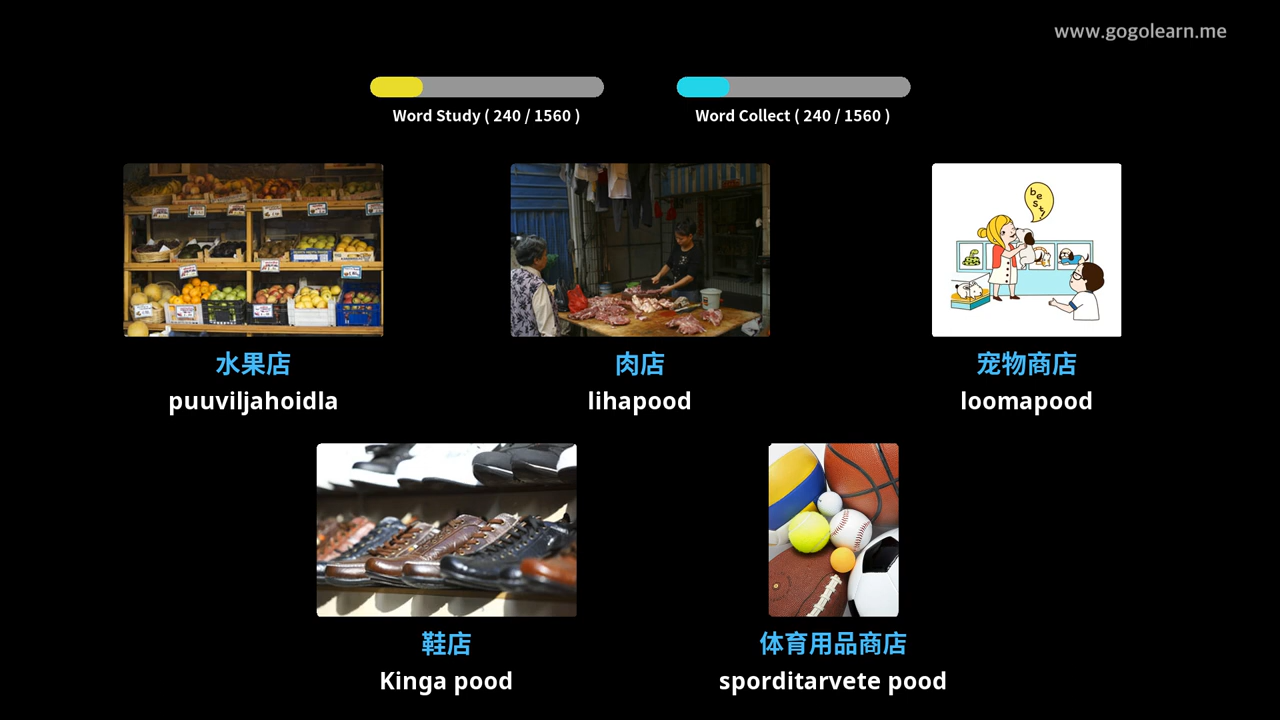 www.gogolearn.me
Word Study ( 240 / 1560 )
Word Collect ( 240 / 1560 )
best
水果店
肉店
宠物商店
puuviljahoidla
lihapood
loomapood
鞋店
体育用品商店
Kinga pood
sporditarvete pood